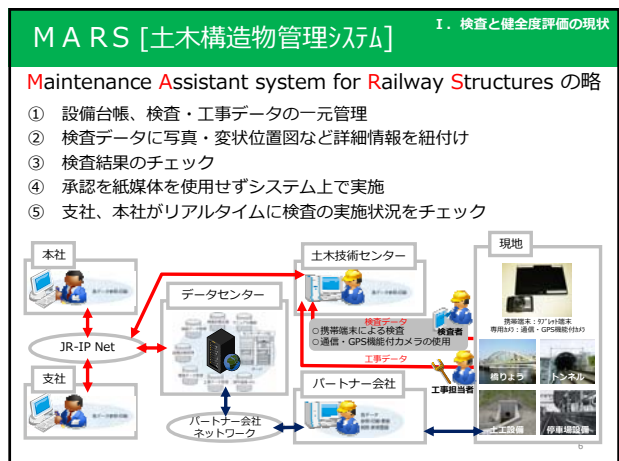 ＭＡＲＳ [土木構造物管理ｼｽﾃﾑ]
Ⅰ．検査と健全度評価の現状
Maintenance Assistant system for Railway Structures の略
① 設備台帳、検査・工事データの一元管理
② 検査データに写真・変状位置図など詳細情報を紐付け
③ 検査結果のチェック
④ 承認を紙媒体を使用せずシステム上で実施
⑤ 支社、本社がリアルタイムに検査の実施状況をチェック
本社
土木技術センター
現地
データセンター
携帯端末：ﾀﾌﾞﾚｯﾄ端末
専用ｶﾒﾗ：通信・GPS機能付ｶﾒﾗ
検査データ
○携帯端末による検査
○通信・GPS機能付カメラの使用
検査者
JR-IP Net
工事データ
工事担当者
橋りょう
トンネル
支社
パートナー会社
パートナー会社
ネットワーク
土工設備
停車場設備
6